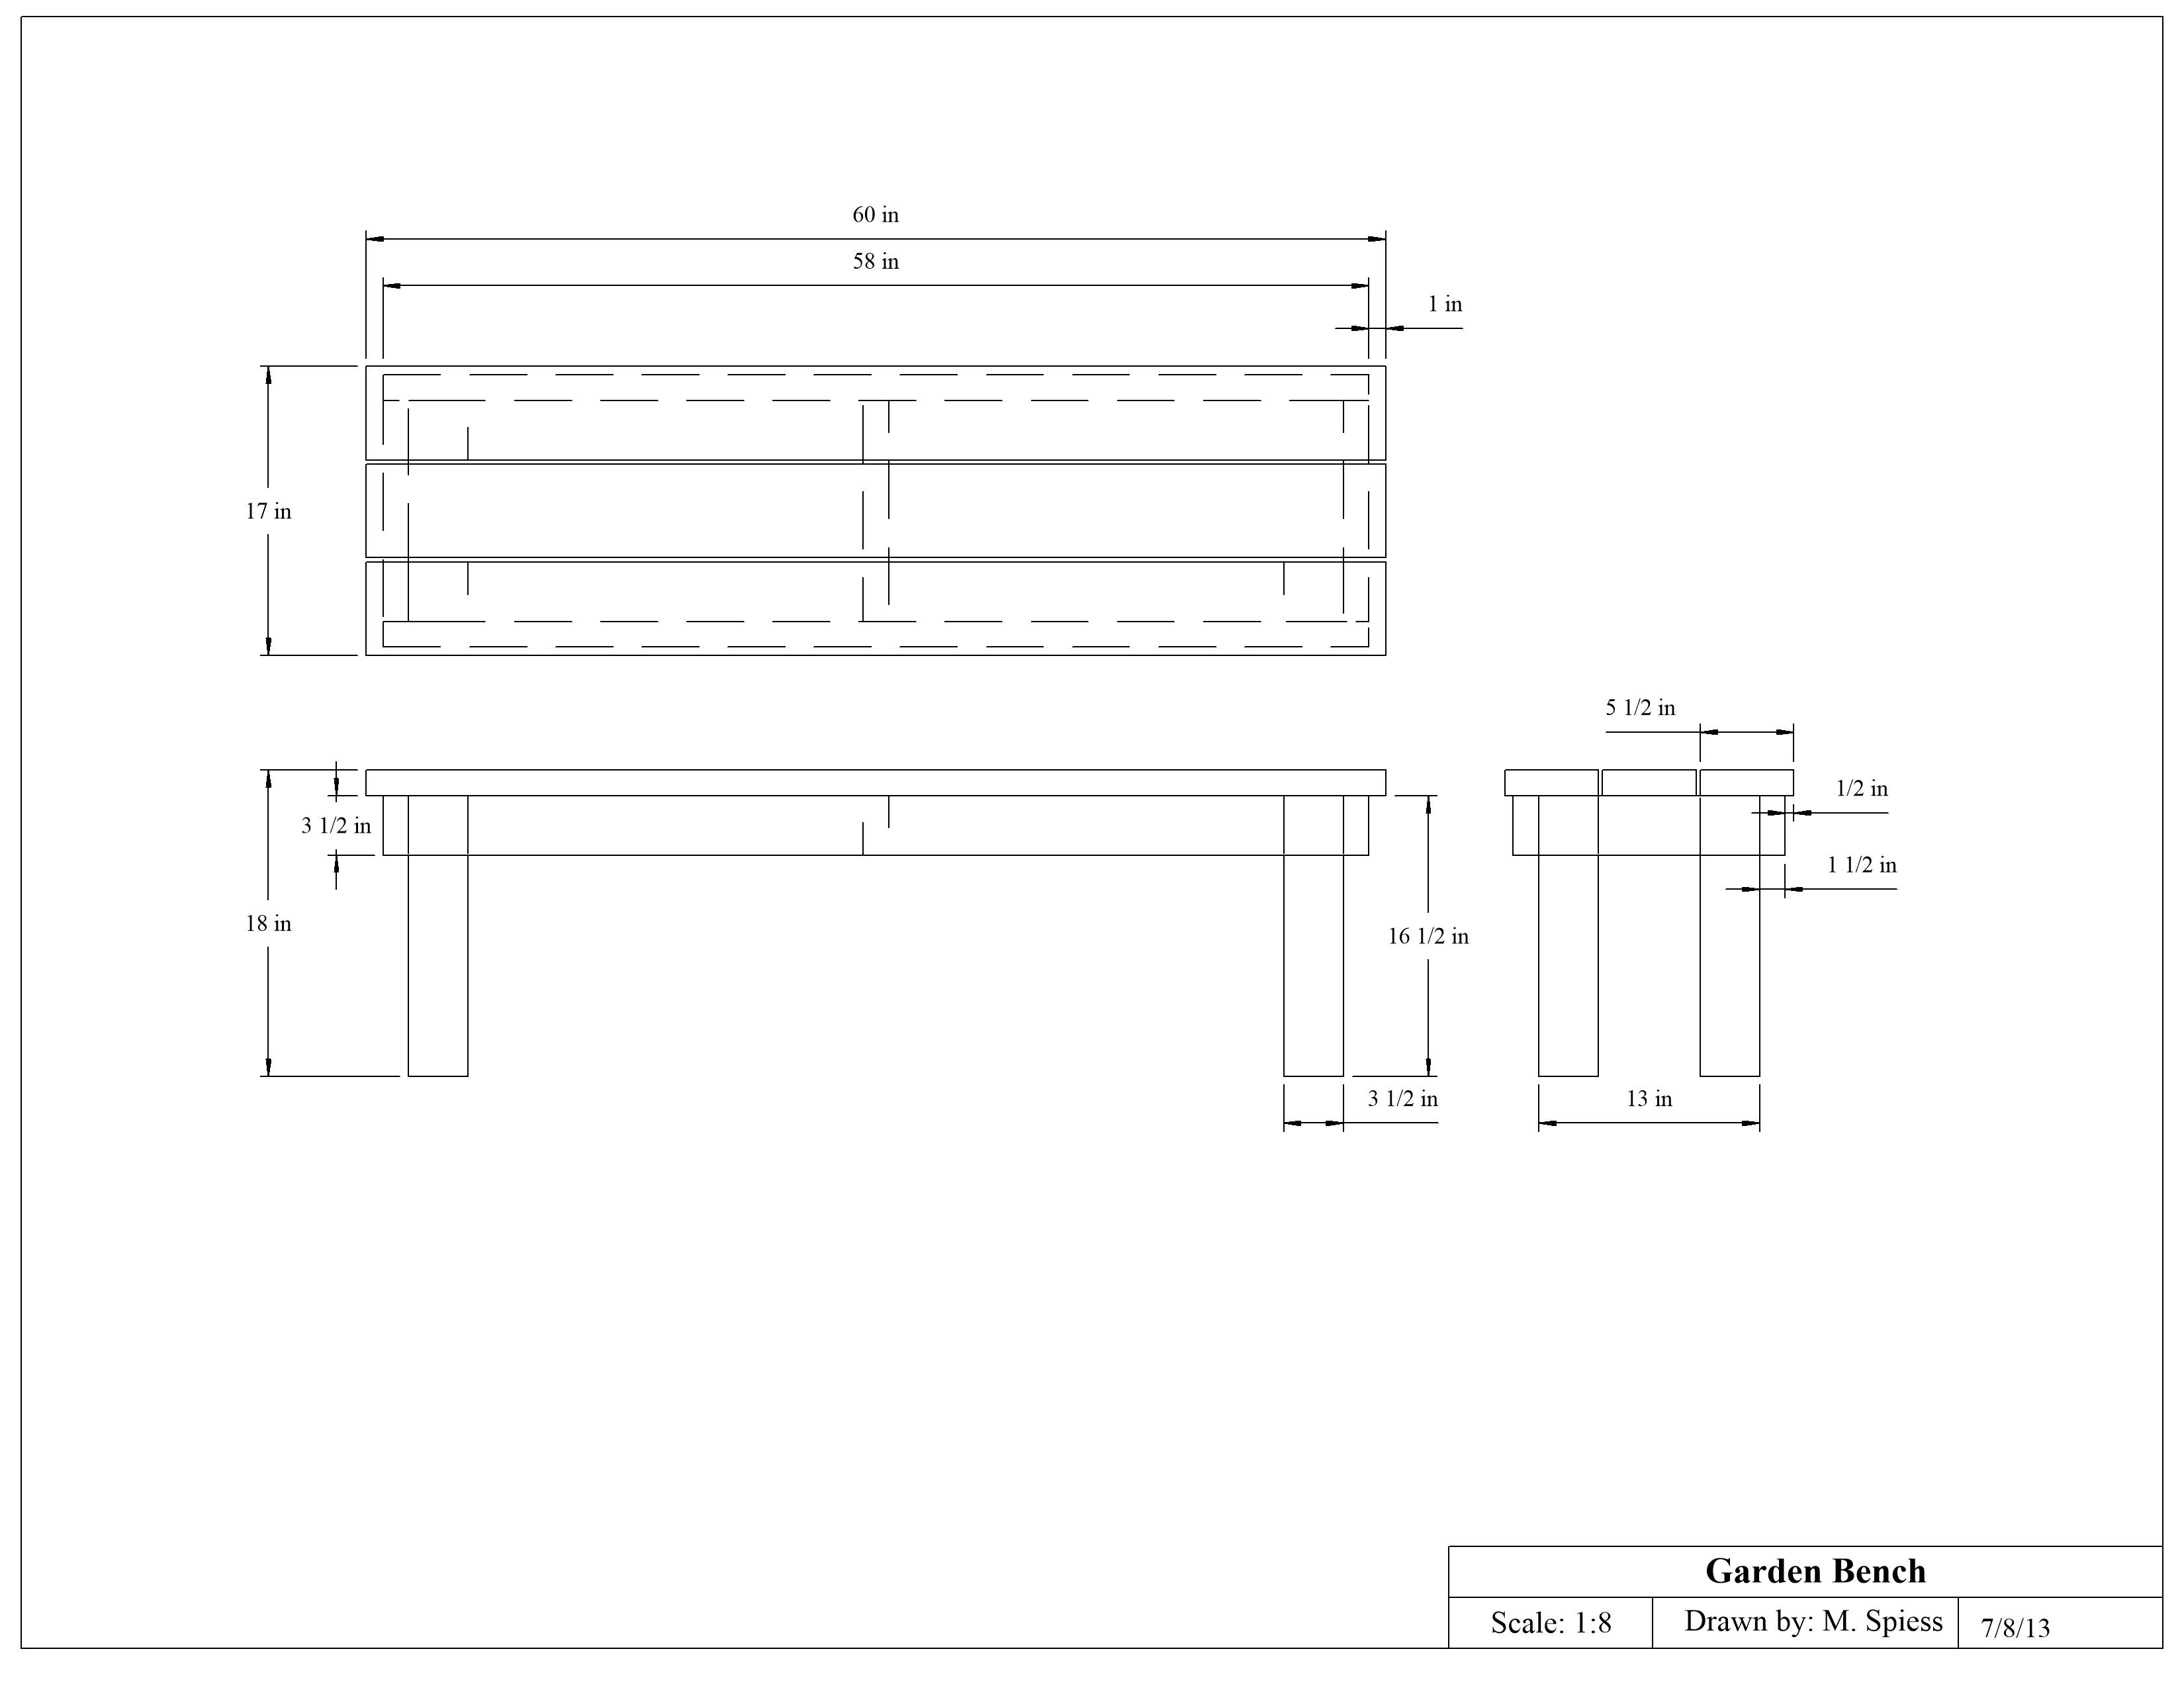 60 in
58 in
1 in
17 in
5 1/2 in
1/2 in
3 1/2 in
1 1/2 in
18 in
16 1/2 in
3 1/2 in
13 in
Garden Bench
Scale: 1:8
Drawn by: M. Spiess
7/8/13